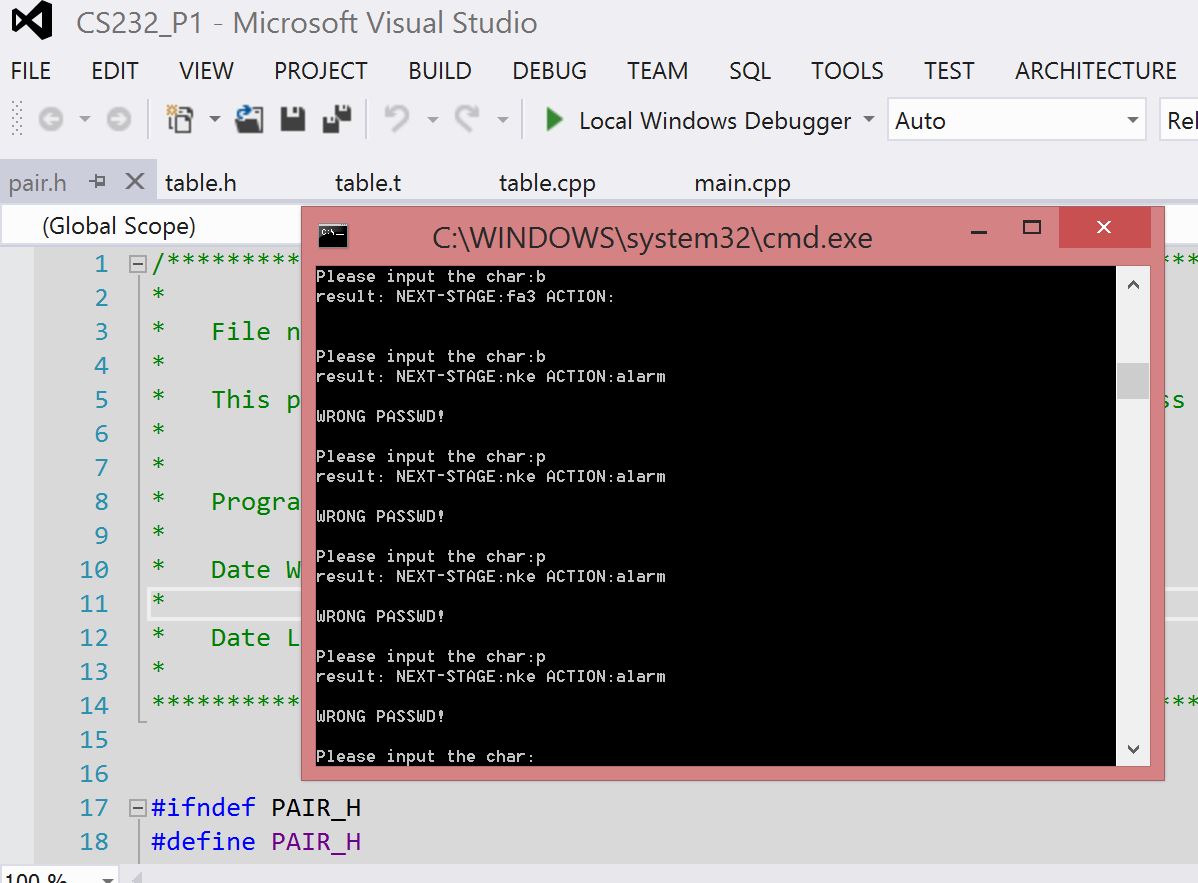 CS232_P1 - Microsoft Visual Studio
FILE EDIT VIEW PROJECT BUILD DEBUG TEAM SQL TOOLS TEST ARCHITECTURE
Local Windows Debugger Auto Rel
pair.h table.h table.t table.cpp main.cpp
(Global Scope)
C:\WINDOWS\system32\cmd.exe
Please input the char:b
result: NEXT-STAGE:fa3 ACTION:
Please input the char:b
result: NEXT-STAGE:nke ACTION:alarm
WRONG PASSWD!
Please input the char:p
result: NEXT-STAGE:nke ACTION:alarm
WRONG PASSWD!
Please input the char:p
result: NEXT-STAGE:nke ACTION:alarm
WRONG PASSWD!
Please input the char:p
result: NEXT-STAGE:nke ACTION:alarm
WRONG PASSWD!
Please input the char:
1 /*********
2 *
3 * File n
4 *
5 * This p ss
6 *
7 *
8 * Progra
9 *
10 * Date W
11 *
12 * Date L
13 *
14 **********
15
16
17 #ifndef PAIR_H
18 #define PAIR_H
100 %